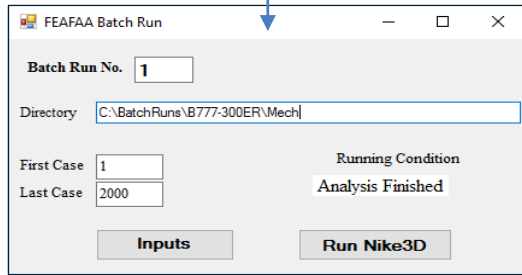 FEAFAA Batch Run
Batch Run No. 1
Directory C:\BatchRuns\B777-300ER\Mech
First Case 1
Running Condition
Last Case 2000
Analysis Finished
Inputs
Run Nike3D